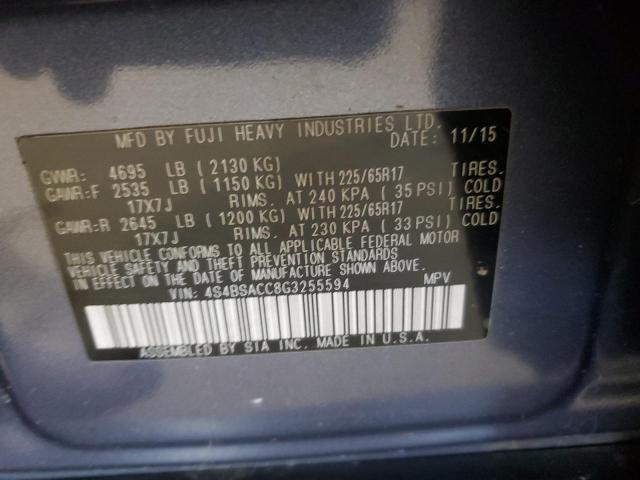 MFD BY FUJI HEAVY INDUSTRIES LTD.
DATE: 11/15
GVWR: 4695 LB (2130 KG)
GAWR:F 2535 LB (1150 KG) WITH 225/65R17 TIRES.
17X7J RIMS. AT 240 KPA (35 PSI) COLD
GAWR:R 2645 LB (1200 KG) WITH 225/65R17 TIRES.
17X7J RIMS. AT 230 KPA (33 PSI) COLD
THIS VEHICLE CONFORMS TO ALL APPLICABLE FEDERAL MOTOR
VEHICLE SAFETY AND THEFT PREVENTION STANDARDS
IN EFFECT ON THE DATE OF MANUFACTURE SHOWN ABOVE.
VIN: 4S4BSACC8G3255594 MPV
ASSEMBLED BY SIA INC. MADE IN U.S.A.